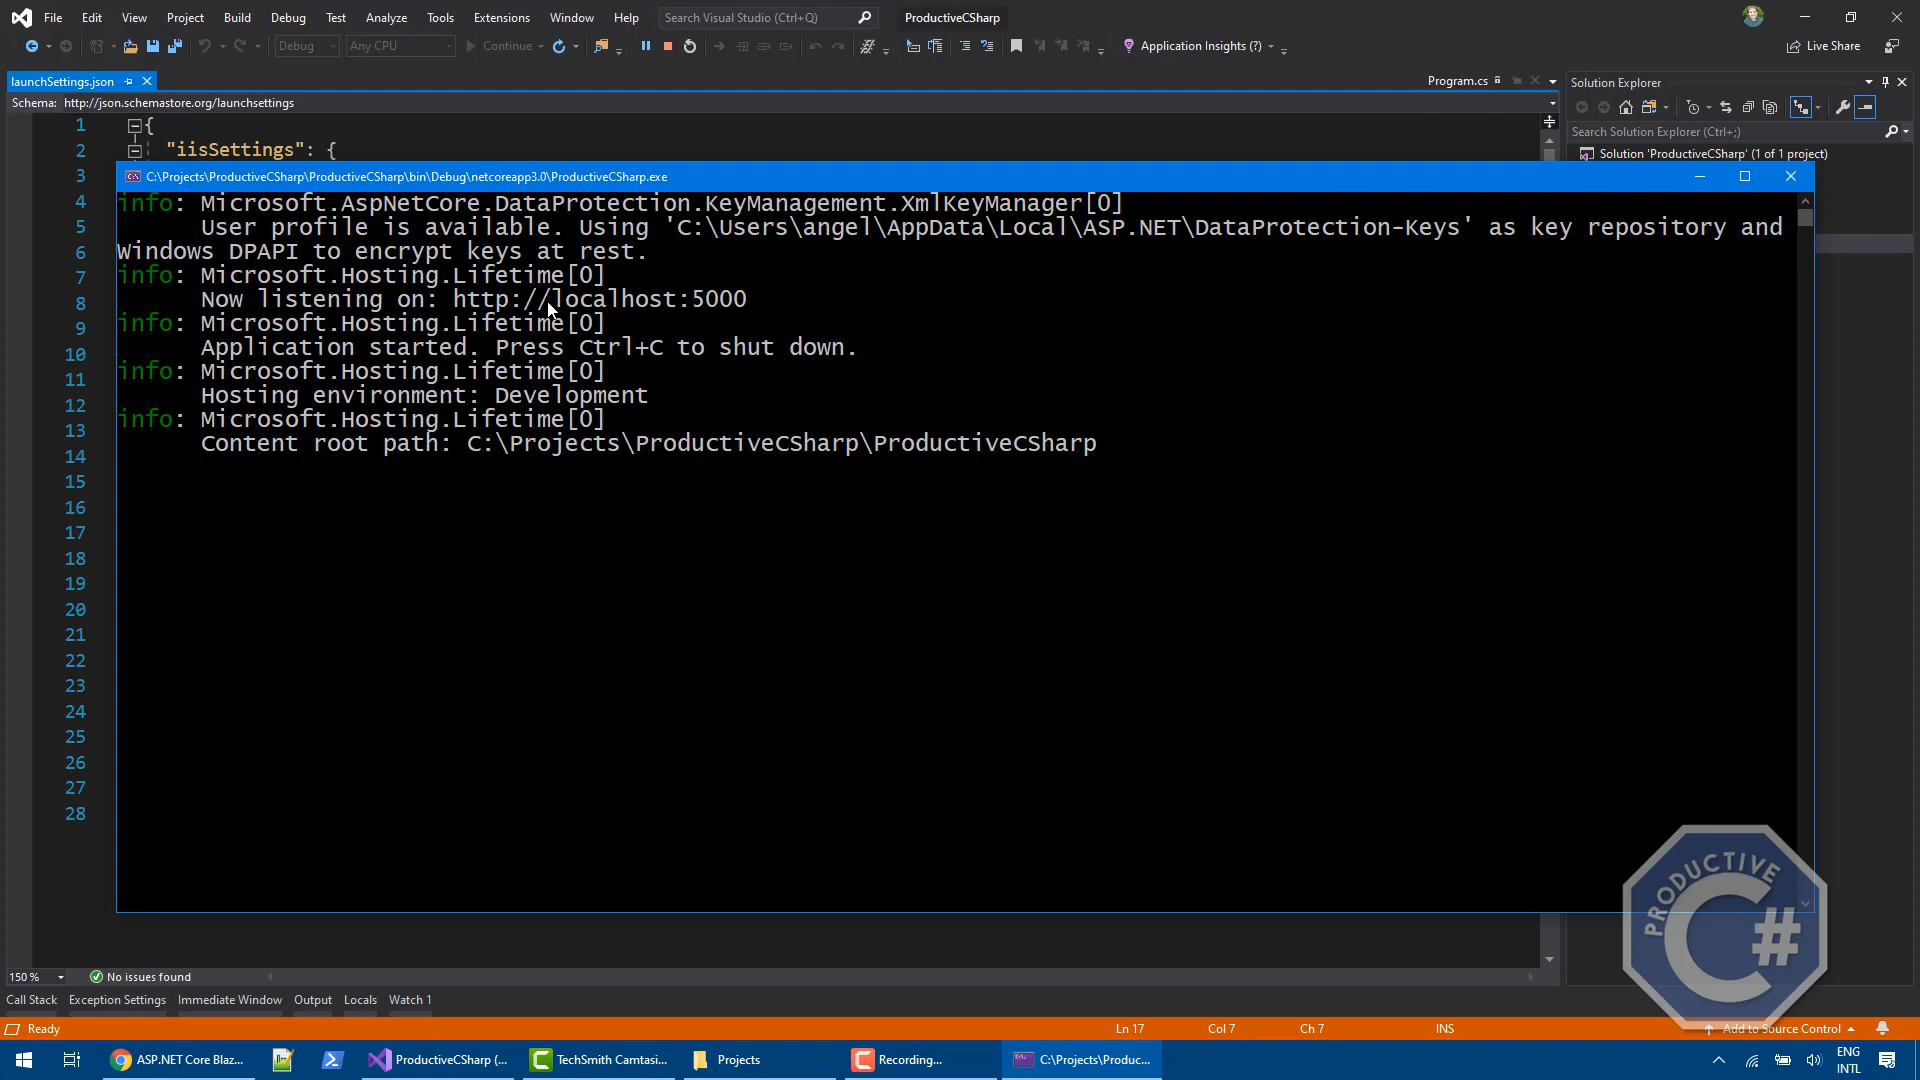 File Edit View Project Build Debug Test Analyze Tools Extensions Window Help Search Visual Studio (Ctrl+Q) ProductiveCSharp
Debug Any CPU Continue Application Insights (?) Live Share
launchSettings.json Program.cs Solution Explorer
Schema: http://json.schemastore.org/launchsettings
1 {
2 "iisSettings": {
Search Solution Explorer (Ctrl+;)
Solution 'ProductiveCSharp' (1 of 1 project)
C:\Projects\ProductiveCSharp\ProductiveCSharp\bin\Debug\netcoreapp3.0\ProductiveCSharp.exe
3
4
5
6
7
8
9
10
11
12
13
14
15
16
17
18
19
20
21
22
23
24
25
26
27
28
info: Microsoft.AspNetCore.DataProtection.KeyManagement.XmlKeyManager[0]
User profile is available. Using 'C:\Users\angel\AppData\Local\ASP.NET\DataProtection-Keys' as key repository and
Windows DPAPI to encrypt keys at rest.
info: Microsoft.Hosting.Lifetime[0]
Now listening on: http://localhost:5000
info: Microsoft.Hosting.Lifetime[0]
Application started. Press Ctrl+C to shut down.
info: Microsoft.Hosting.Lifetime[0]
Hosting environment: Development
info: Microsoft.Hosting.Lifetime[0]
Content root path: C:\Projects\ProductiveCSharp\ProductiveCSharp
PRODUCTIVE
C#
150 % No issues found
Call Stack Exception Settings Immediate Window Output Locals Watch 1
Ready Ln 17 Col 7 Ch 7 INS Add to Source Control
ASP.NET Core Blaz... ProductiveCSharp (... TechSmith Camtasi... Projects Recording... C:\Projects\Produc... ENG
INTL